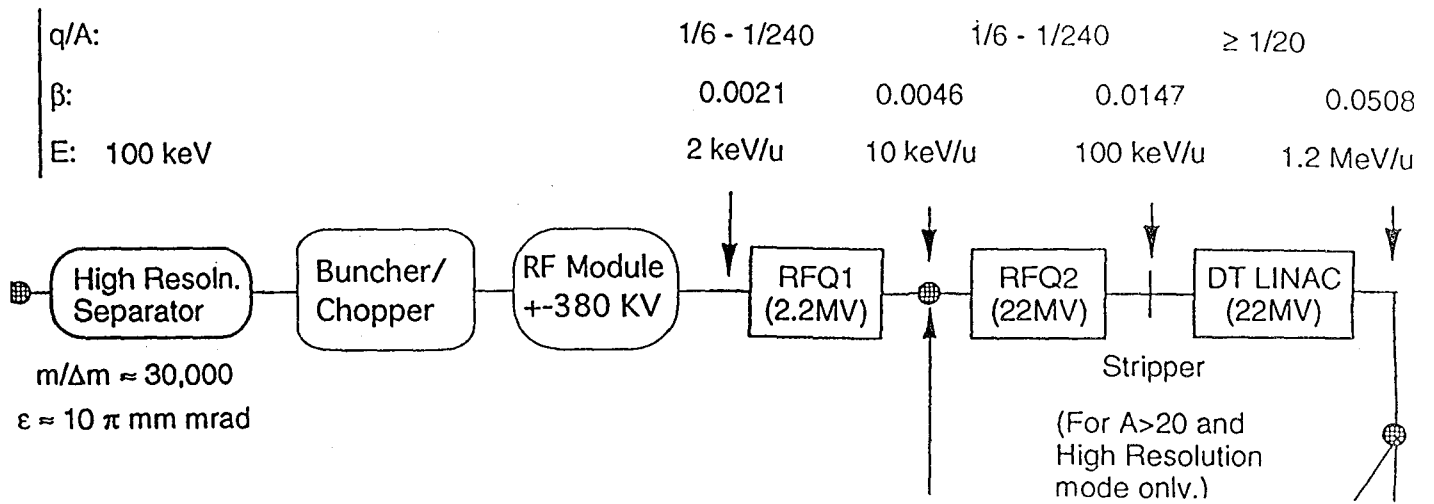 q/A: 1/6 - 1/240 1/6 - 1/240 ≥ 1/20
β: 0.0021 0.0046 0.0147 0.0508
E: 100 keV 2 keV/u 10 keV/u 100 keV/u 1.2 MeV/u
High Resoln.
Separator
Buncher/
Chopper
RF Module
+-380 KV
RFQ1
(2.2MV)
RFQ2
(22MV)
DT LINAC
(22MV)
m/Δm ≈ 30,000
ε ≈ 10 π mm mrad
Stripper
(For A>20 and
High Resolution
mode only.)